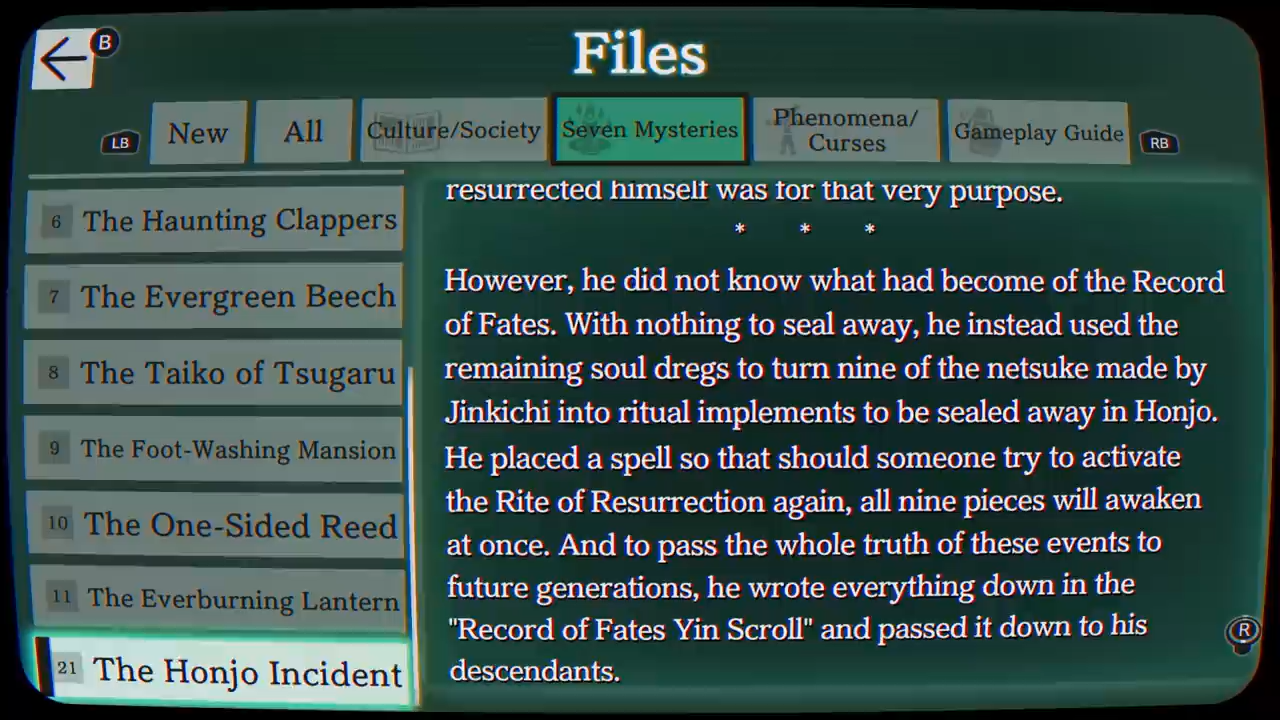 B
Files
LB
New
All
Culture/Society
Seven Mysteries
Phenomena/
Curses
Gameplay Guide
RB
6 The Haunting Clappers
7 The Evergreen Beech
8 The Taiko of Tsugaru
9 The Foot-Washing Mansion
10 The One-Sided Reed
11 The Everburning Lantern
21 The Honjo Incident
resurrected himself was for that very purpose.
* * *
However, he did not know what had become of the Record
of Fates. With nothing to seal away, he instead used the
remaining soul dregs to turn nine of the netsuke made by
Jinkichi into ritual implements to be sealed away in Honjo.
He placed a spell so that should someone try to activate
the Rite of Resurrection again, all nine pieces will awaken
at once. And to pass the whole truth of these events to
future generations, he wrote everything down in the
"Record of Fates Yin Scroll" and passed it down to his
descendants.
R